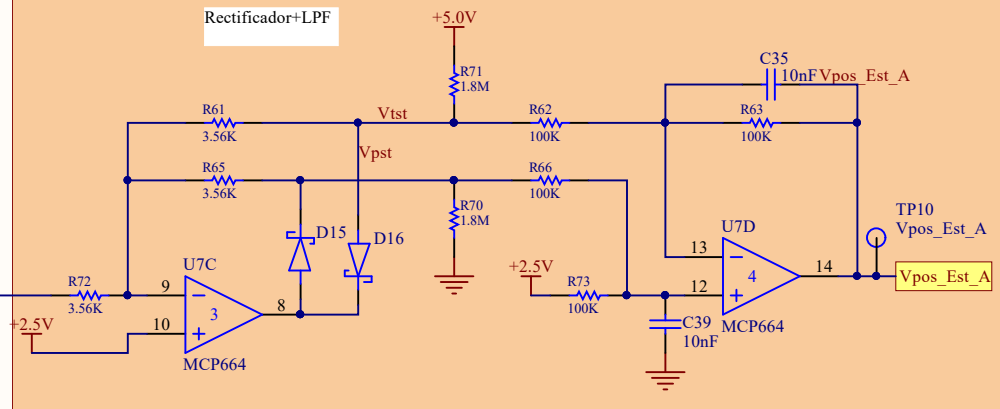 Rectificador+LPF
+5.0V
R71
1.8M
C35
10nF
Vpos_Est_A
R61
3.56K
Vtst
R62
100K
R63
100K
Vpst
R65
3.56K
R66
100K
R70
1.8M
D15
D16
TP10
Vpos_Est_A
U7C
U7D
13
14
4
12
MCP664
Vpos_Est_A
+2.5V
R73
100K
R72
3.56K
9
8
3
10
MCP664
+2.5V
C39
10nF